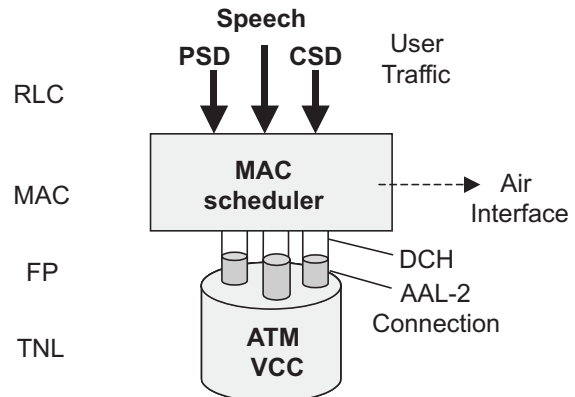 Speech
PSD
CSD
User
Traffic
RLC
MAC
scheduler
MAC
Air
Interface
DCH
FP
AAL-2
Connection
ATM
VCC
TNL